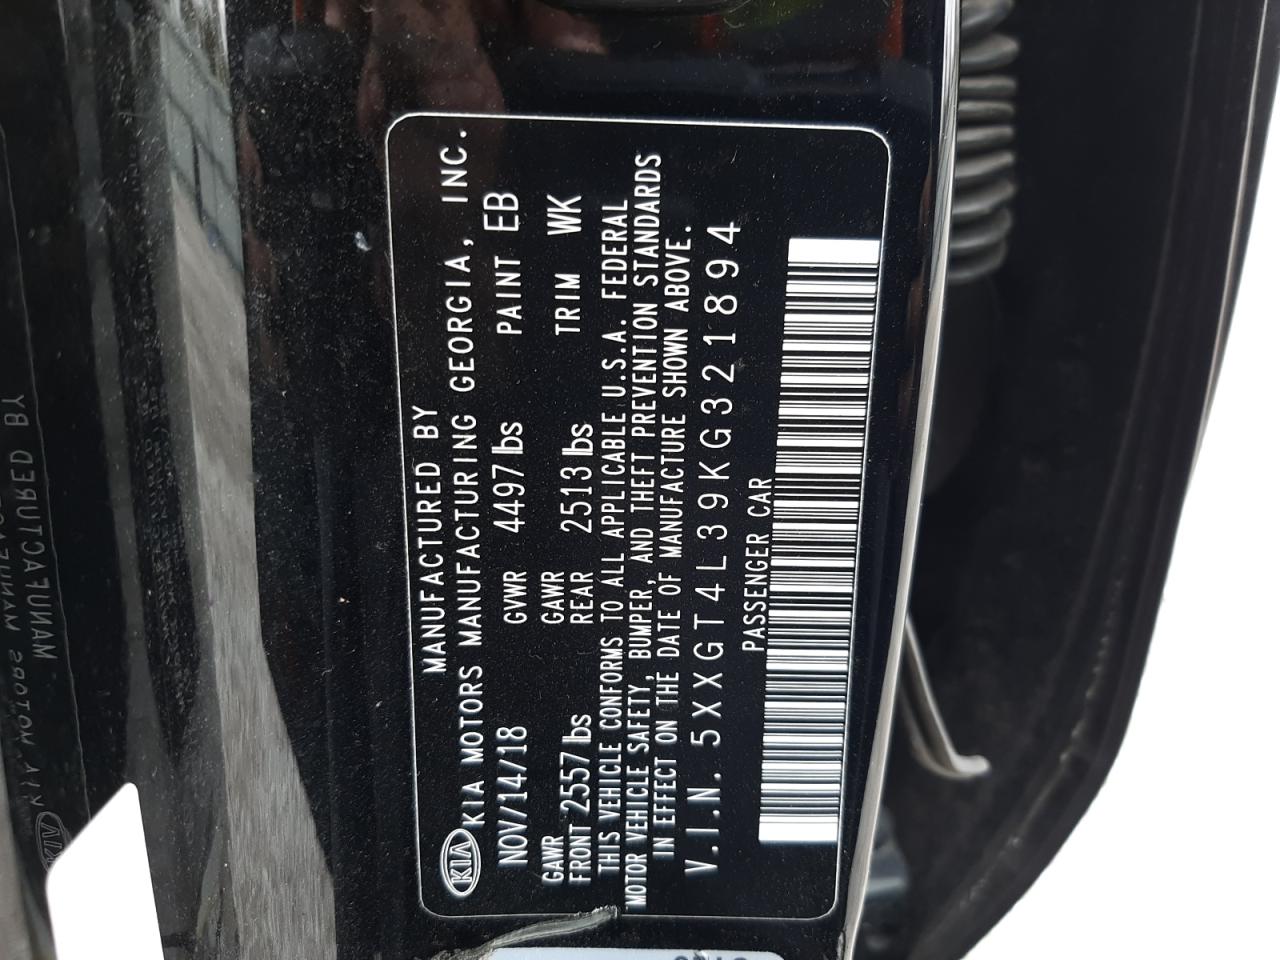 MANUFACTURED BY
KIA KIA MOTORS MANUFACTURING GEORGIA, INC.
NOV/14/18 GVWR 4497 lbs PAINT EB
GAWR FRONT 2557 lbs GAWR REAR 2513 lbs TRIM WK
THIS VEHICLE CONFORMS TO ALL APPLICABLE U.S.A. FEDERAL
MOTOR VEHICLE SAFETY, BUMPER, AND THEFT PREVENTION STANDARDS
IN EFFECT ON THE DATE OF MANUFACTURE SHOWN ABOVE.
V.I.N. 5XXGT4L39KG321894
PASSENGER CAR